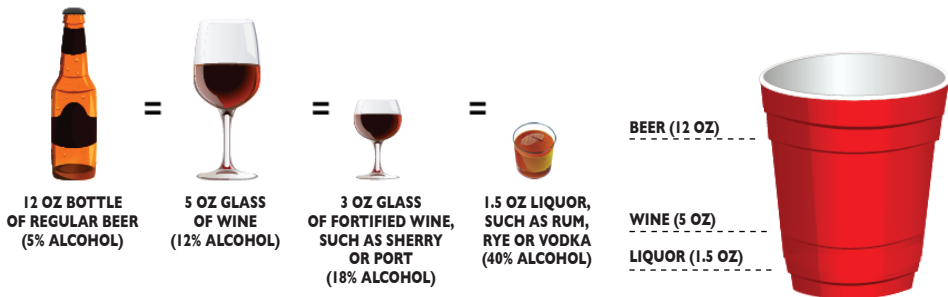 =
=
=
12 OZ BOTTLE
OF REGULAR BEER
(5% ALCOHOL)
5 OZ GLASS
OF WINE
(12% ALCOHOL)
3 OZ GLASS
OF FORTIFIED WINE,
SUCH AS SHERRY
OR PORT
(18% ALCOHOL)
1.5 OZ LIQUOR,
SUCH AS RUM,
RYE OR VODKA
(40% ALCOHOL)
BEER (12 OZ)
WINE (5 OZ)
LIQUOR (1.5 OZ)